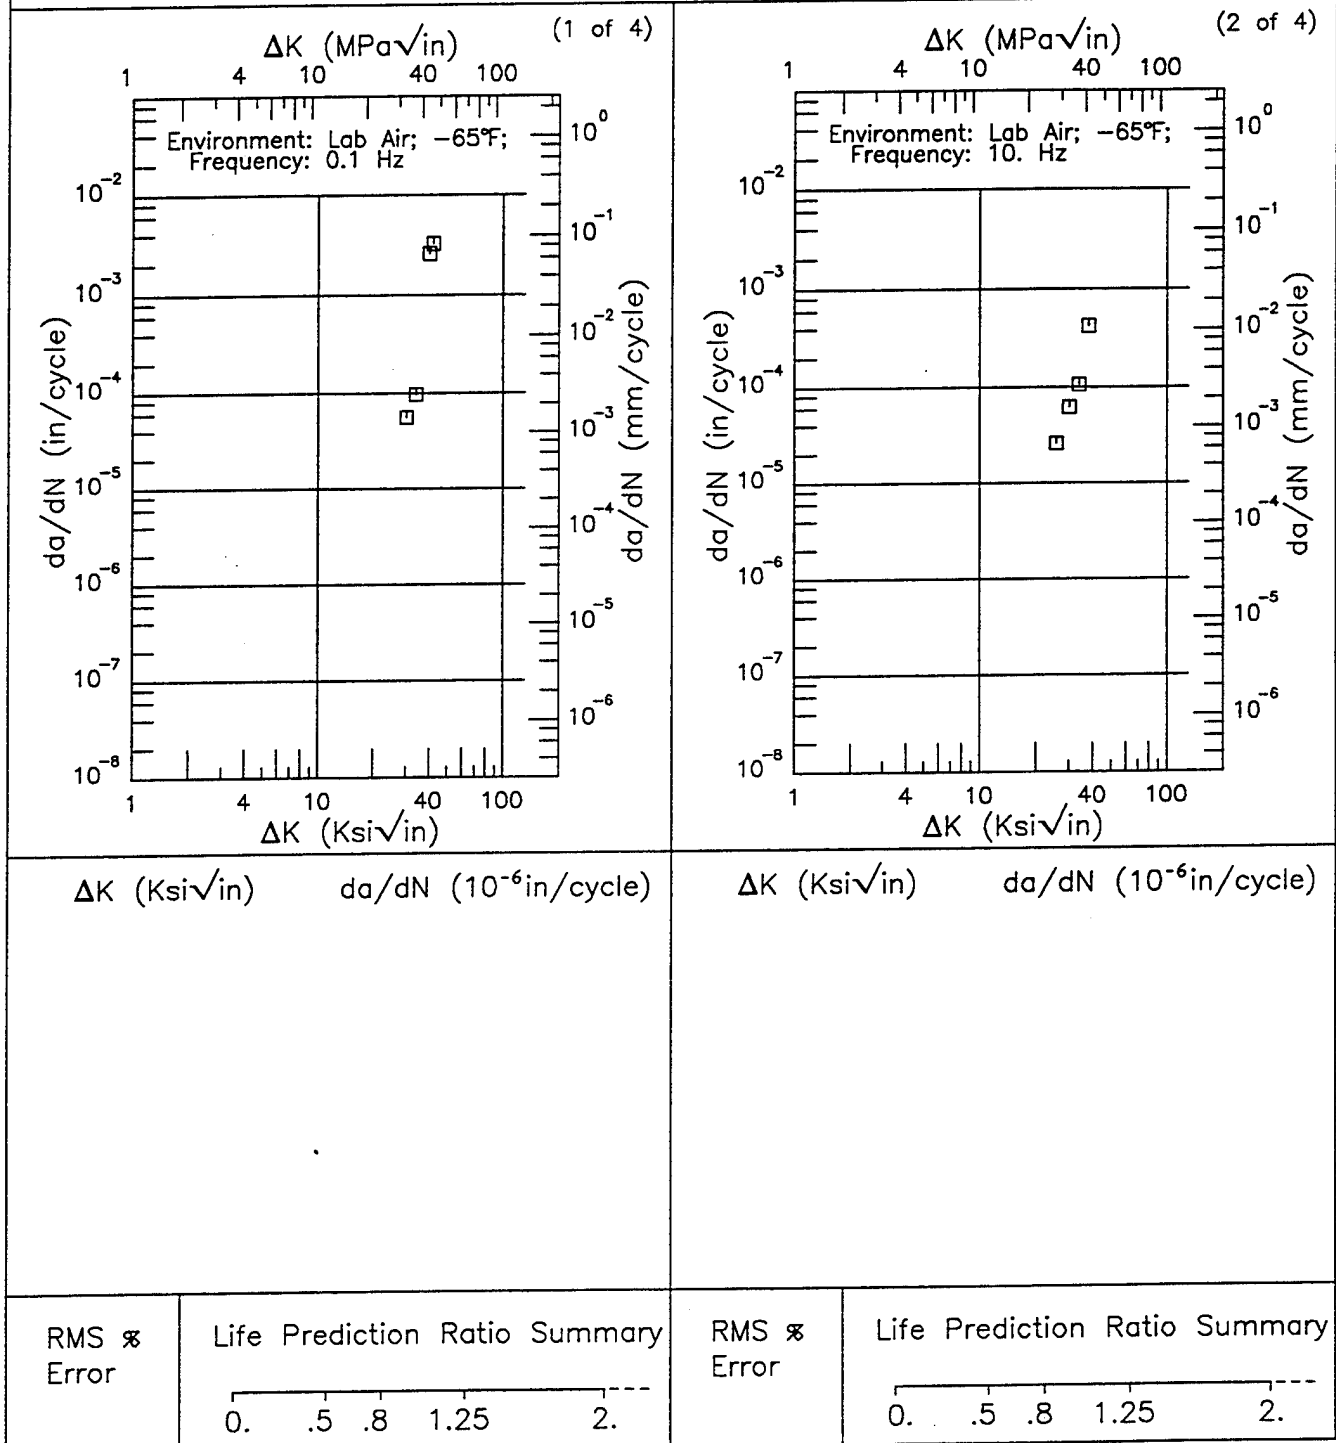 (1 of 4)
ΔK (MPa√in)
1 4 10 40 100
Environment: Lab Air; -65°F;
Frequency: 0.1 Hz
da/dN (in/cycle)
10⁻²
10⁻³
10⁻⁴
10⁻⁵
10⁻⁶
10⁻⁷
10⁻⁸
10⁰
10⁻¹
10⁻²
10⁻³
10⁻⁴
10⁻⁵
10⁻⁶
da/dN (mm/cycle)
1 4 10 40 100
ΔK (Ksi√in)
ΔK (Ksi√in) da/dN (10⁻⁶in/cycle)
RMS %
Error
Life Prediction Ratio Summary
0. .5 .8 1.25 2.
(2 of 4)
ΔK (MPa√in)
1 4 10 40 100
Environment: Lab Air; -65°F;
Frequency: 10. Hz
da/dN (in/cycle)
10⁻²
10⁻³
10⁻⁴
10⁻⁵
10⁻⁶
10⁻⁷
10⁻⁸
10⁰
10⁻¹
10⁻²
10⁻³
10⁻⁴
10⁻⁵
10⁻⁶
da/dN (mm/cycle)
1 4 10 40 100
ΔK (Ksi√in)
ΔK (Ksi√in) da/dN (10⁻⁶in/cycle)
RMS %
Error
Life Prediction Ratio Summary
0. .5 .8 1.25 2.